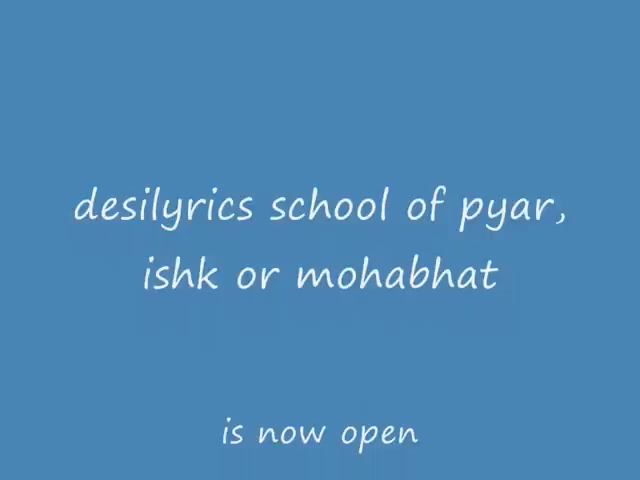 desilyrics school of pyar,
ishk or mohabhat
is now open